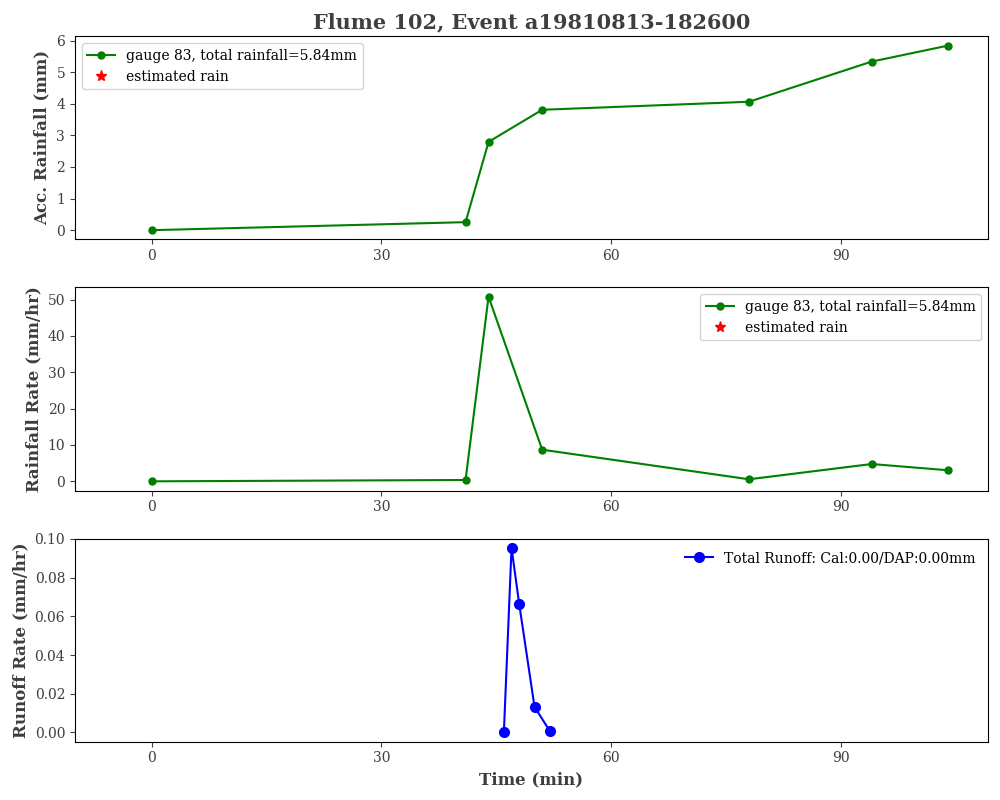 Flume 102, Event a19810813-182600
Acc. Rainfall (mm)
6
5
4
3
2
1
0
gauge 83, total rainfall=5.84mm
estimated rain
0 30 60 90
Rainfall Rate (mm/hr)
50
40
30
20
10
0
gauge 83, total rainfall=5.84mm
estimated rain
0 30 60 90
Runoff Rate (mm/hr)
0.10
0.08
0.06
0.04
0.02
0.00
Total Runoff: Cal:0.00/DAP:0.00mm
0 30 60 90
Time (min)